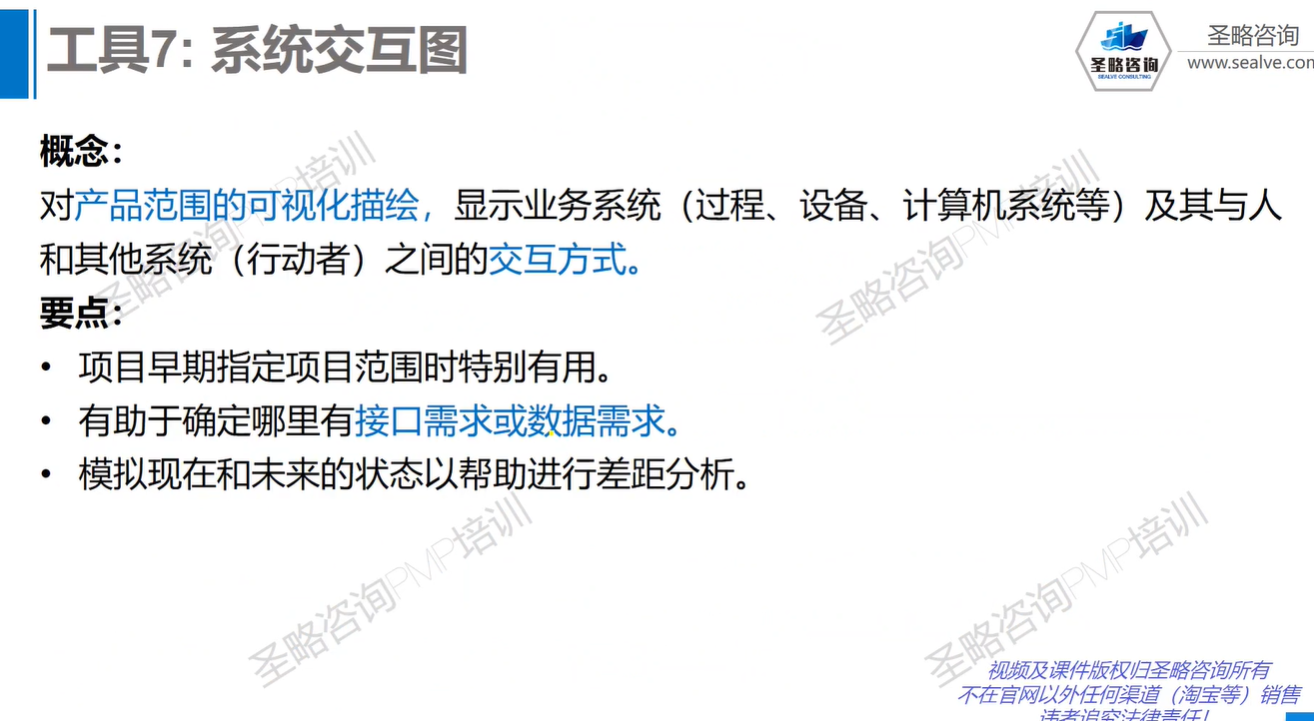 工具7: 系统交互图
圣略咨询
SEALVE CONSULTING
圣略咨询
www.sealve.com
概念：
对产品范围的可视化描绘，显示业务系统（过程、设备、计算机系统等）及其与人
和其他系统（行动者）之间的交互方式。
要点：
• 项目早期指定项目范围时特别有用。
• 有助于确定哪里有接口需求或数据需求。
• 模拟现在和未来的状态以帮助进行差距分析。
圣略咨询PMP培训
圣略咨询PMP培训
圣略咨询PMP培训
圣略咨询PMP培训
视频及课件版权归圣略咨询所有
不在官网以外任何渠道（淘宝等）销售
违者追究法律责任！